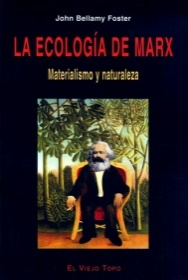 John Bellamy Foster
LA ECOLOGÍA DE MARX
Materialismo y naturaleza
EL VIEJO TOPO